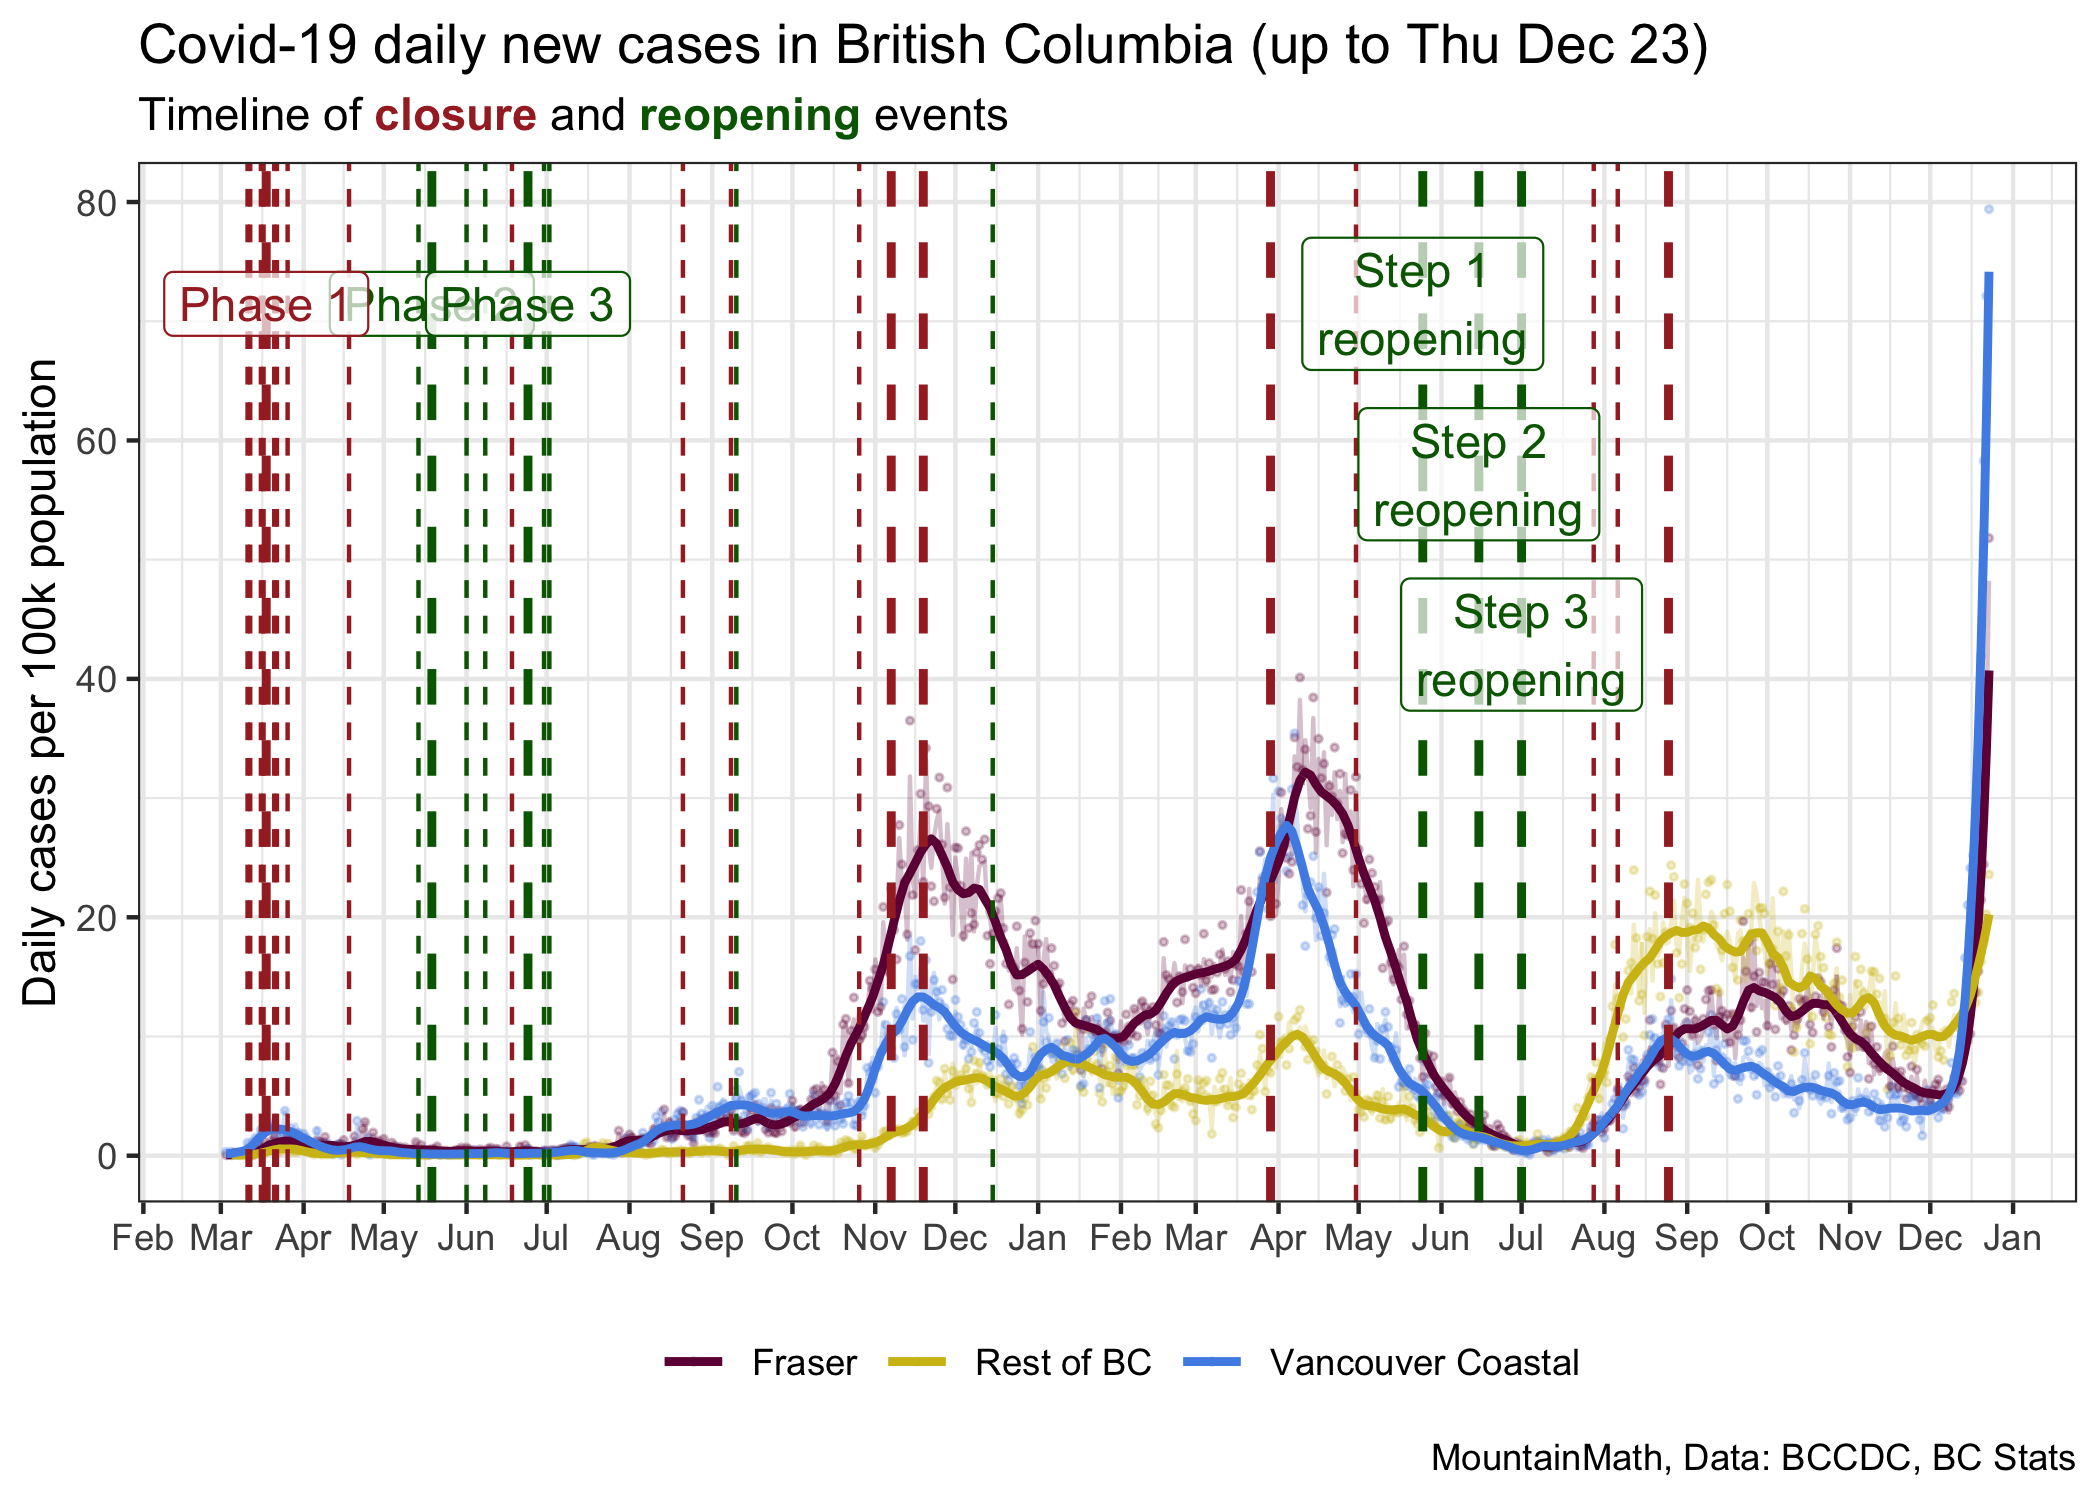 Covid-19 daily new cases in British Columbia (up to Thu Dec 23)
Timeline of closure and reopening events
Daily cases per 100k population
80
60
40
20
0
Phase 1
Phase 2
Phase 3
Step 1
reopening
Step 2
reopening
Step 3
reopening
Feb Mar Apr May Jun Jul Aug Sep Oct Nov Dec Jan Feb Mar Apr May Jun Jul Aug Sep Oct Nov Dec Jan
Fraser Rest of BC Vancouver Coastal
MountainMath, Data: BCCDC, BC Stats